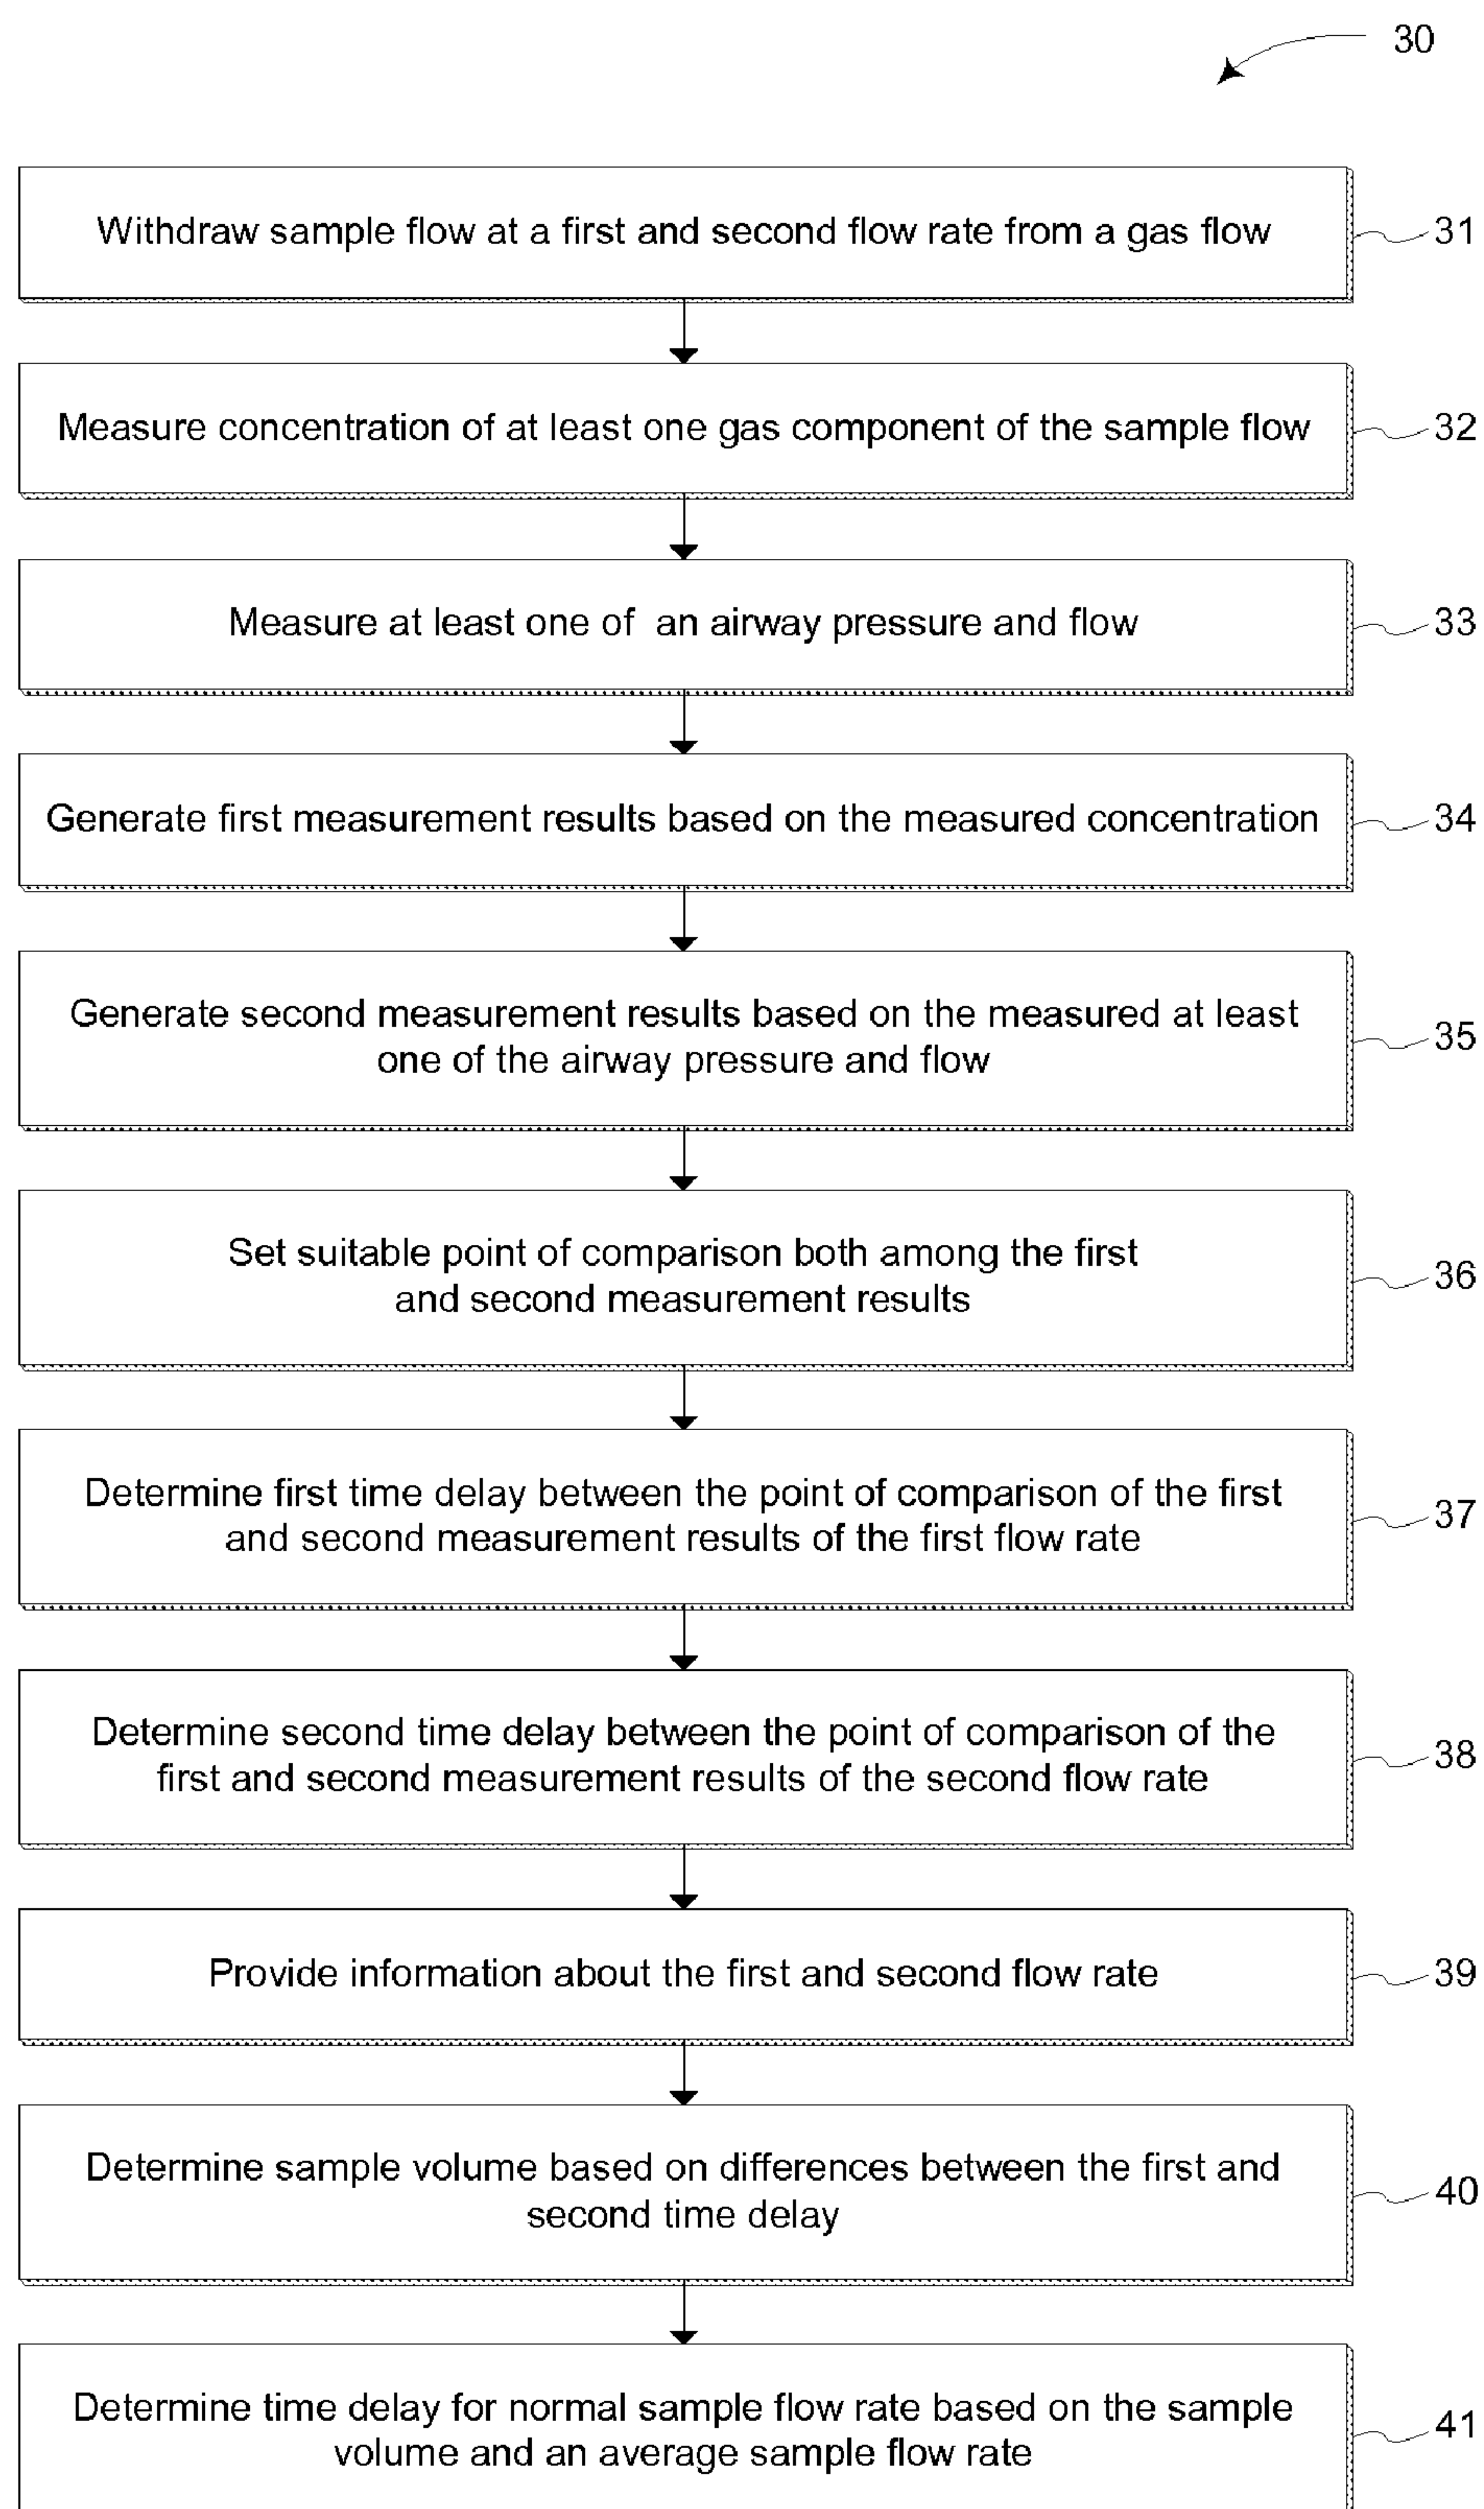 30
Withdraw sample flow at a first and second flow rate from a gas flow
31
Measure concentration of at least one gas component of the sample flow
32
Measure at least one of an airway pressure and flow
33
Generate first measurement results based on the measured concentration
34
Generate second measurement results based on the measured at least
one of the airway pressure and flow
35
Set suitable point of comparison both among the first
and second measurement results
36
Determine first time delay between the point of comparison of the first
and second measurement results of the first flow rate
37
Determine second time delay between the point of comparison of the
first and second measurement results of the second flow rate
38
Provide information about the first and second flow rate
39
Determine sample volume based on differences between the first and
second time delay
40
Determine time delay for normal sample flow rate based on the sample
volume and an average sample flow rate
41